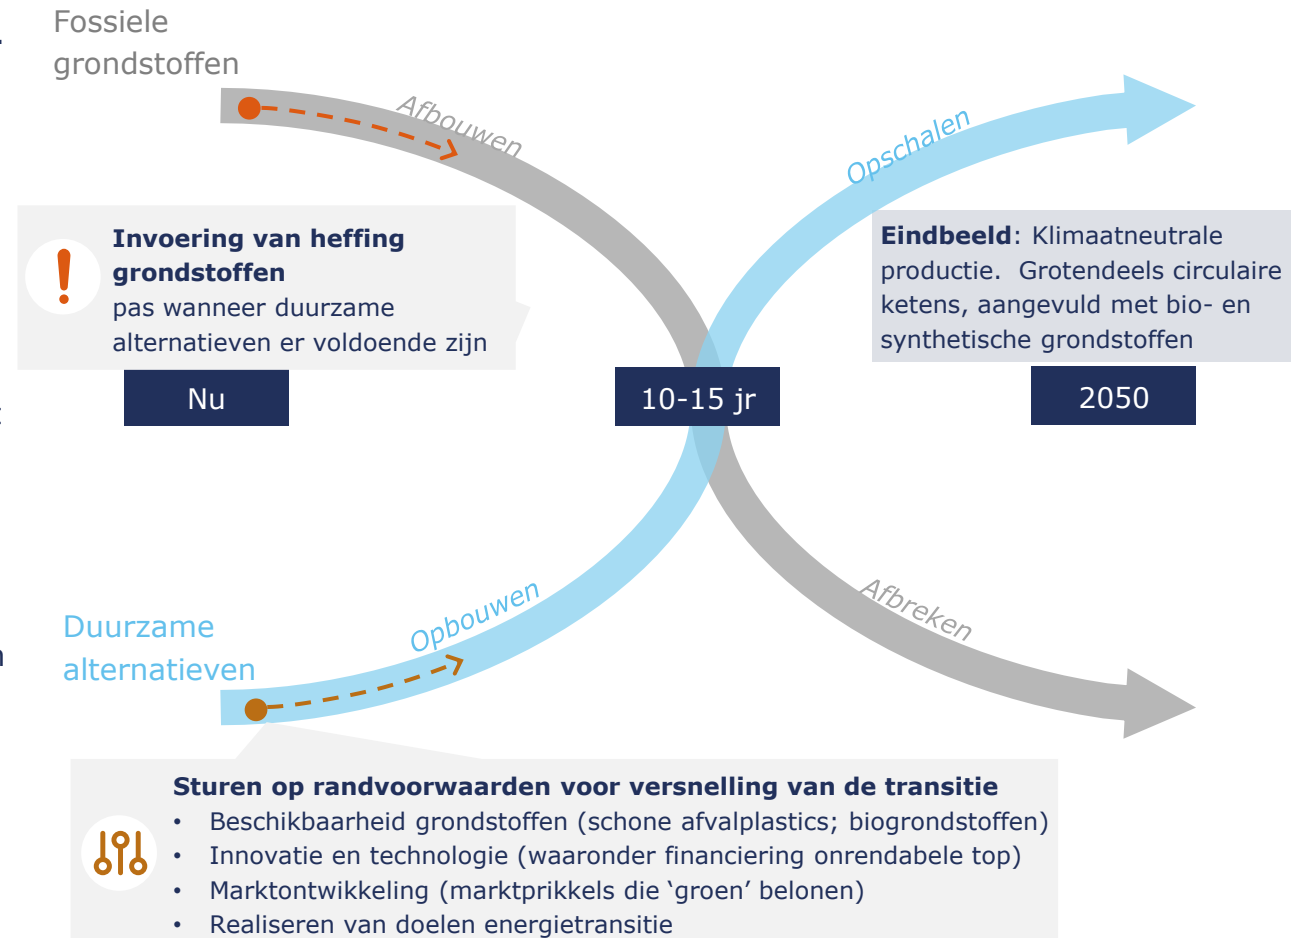 Fossiele
grondstoffen
Afbouwen
Opschalen
Invoering van heffing
grondstoffen
pas wanneer duurzame
alternatieven er voldoende zijn
Eindbeeld: Klimaatneutrale
productie. Grotendeels circulaire
ketens, aangevuld met bio- en
synthetische grondstoffen
Nu
10-15 jr
2050
Duurzame
alternatieven
Opbouwen
Afbreken
Sturen op randvoorwaarden voor versnelling van de transitie
• Beschikbaarheid grondstoffen (schone afvalplastics; biogrondstoffen)
• Innovatie en technologie (waaronder financiering onrendabele top)
• Marktontwikkeling (marktprikkels die ‘groen’ belonen)
• Realiseren van doelen energietransitie